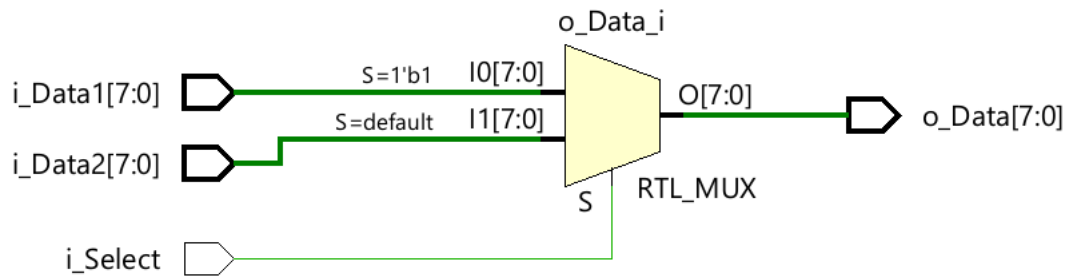 o_Data_i
i_Data1[7:0]
S=1'b1
I0[7:0]
S=default
I1[7:0]
O[7:0]
o_Data[7:0]
i_Data2[7:0]
S
RTL_MUX
i_Select